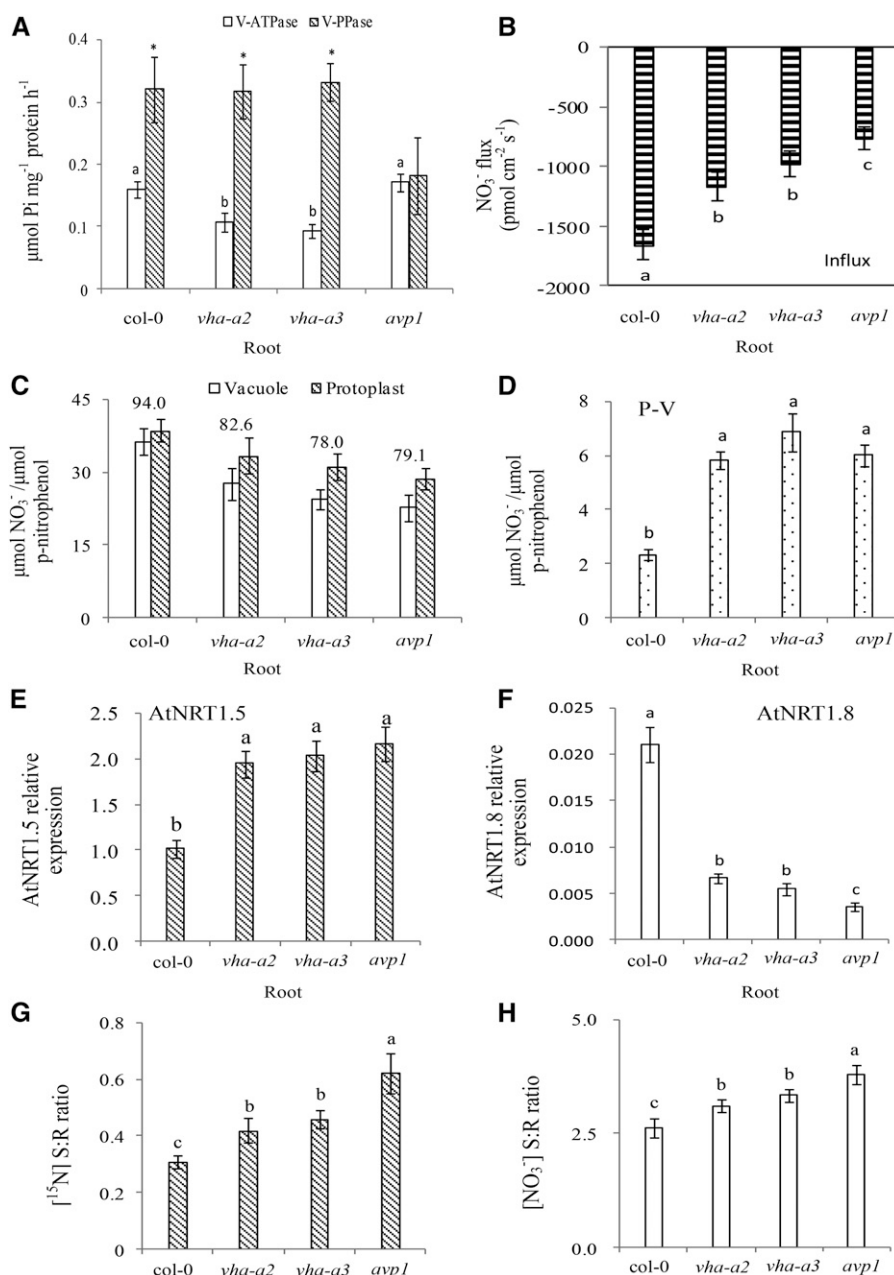 A
□V-ATPase ▨V-PPase
μmol Pi mg⁻¹ protein h⁻¹
0.4
0.3
0.2
0.1
0
a
*
b
*
b
*
a
col-0 vha-a2 vha-a3 avp1
Root
B
NO₃⁻ flux
(pmol cm⁻² s⁻¹)
0
-500
-1000
-1500
-2000
a
b
b
c
Influx
col-0 vha-a2 vha-a3 avp1
Root
C
□Vacuole ▨Protoplast
μmol NO₃⁻/μmol
p-nitrophenol
45
30
15
0
94.0
82.6
78.0
79.1
col-0 vha-a2 vha-a3 avp1
Root
D
P-V
μmol NO₃⁻/μmol
p-nitrophenol
8
6
4
2
0
b
a
a
a
col-0 vha-a2 vha-a3 avp1
Root
E
AtNRT1.5
AtNRT1.5 relative
expression
2.5
2.0
1.5
1.0
0.5
0.0
b
a
a
a
col-0 vha-a2 vha-a3 avp1
Root
F
AtNRT1.8
AtNRT1.8 relative
expression
0.025
0.020
0.015
0.010
0.005
0.000
a
b
b
c
col-0 vha-a2 vha-a3 avp1
Root
G
[¹⁵N] S:R ratio
0.8
0.6
0.4
0.2
0
c
b
b
a
col-0 vha-a2 vha-a3 avp1
H
[NO₃⁻] S:R ratio
5.0
2.5
0.0
c
b
b
a
col-0 vha-a2 vha-a3 avp1